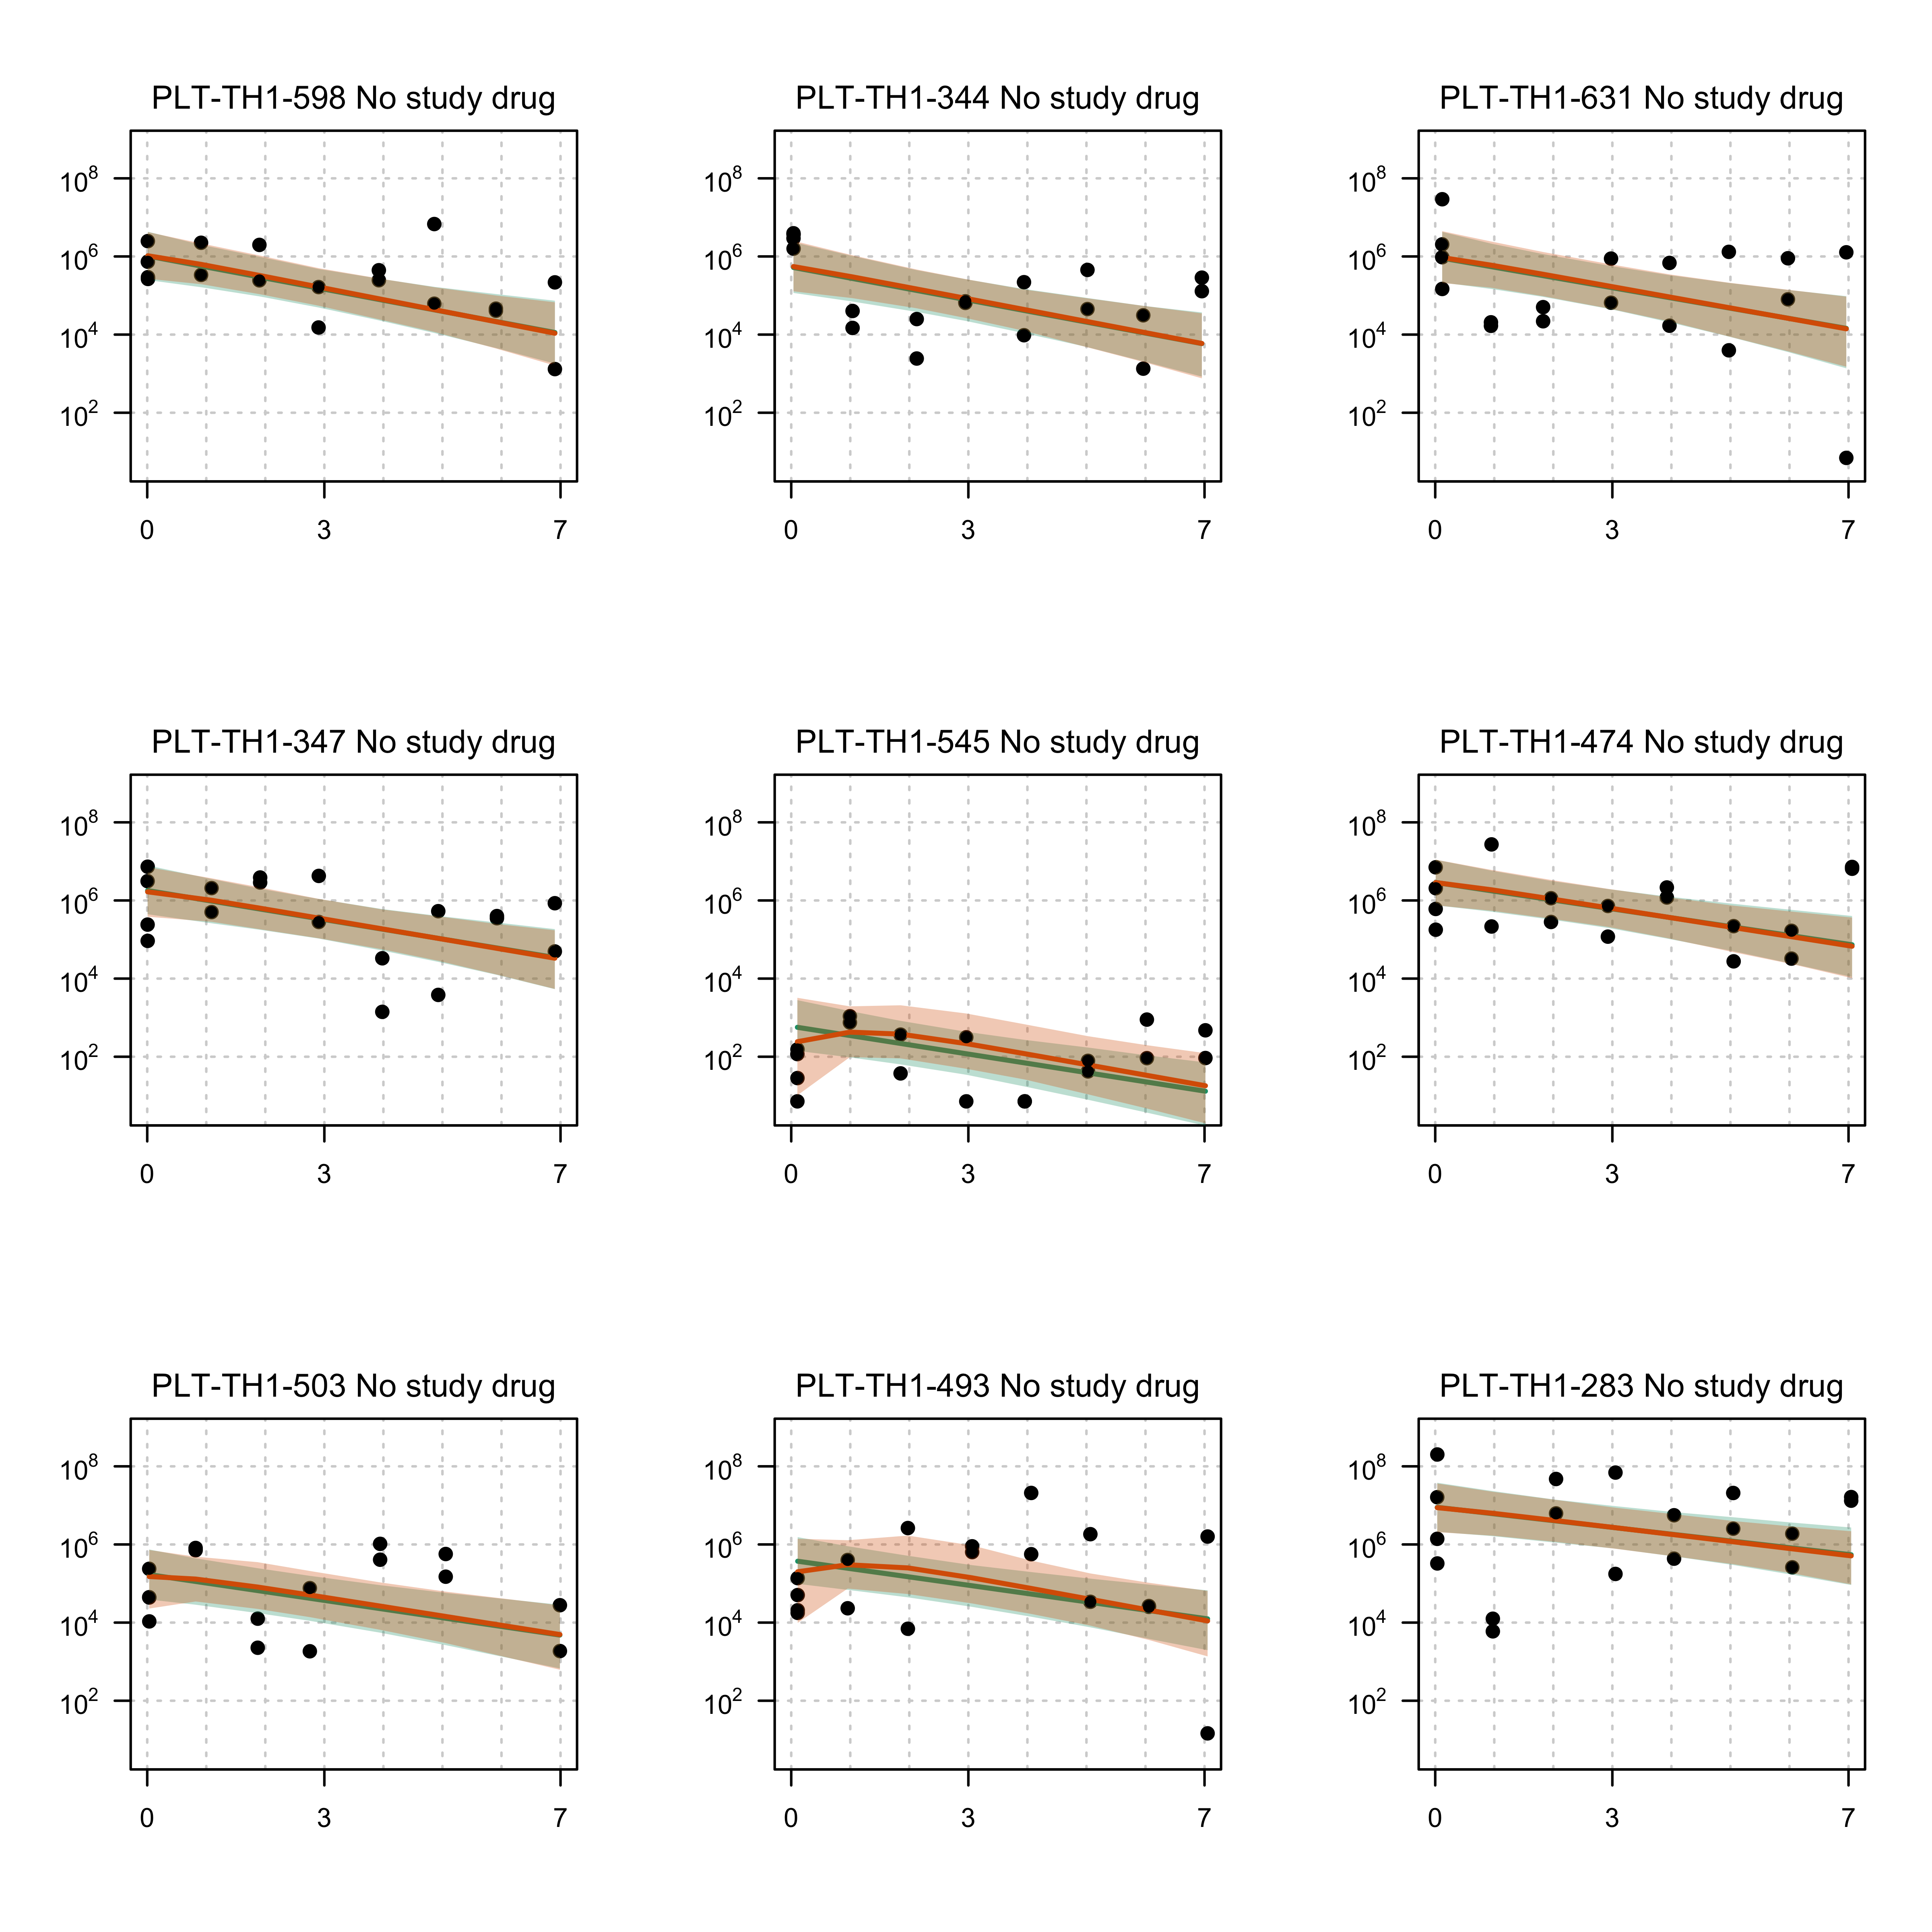 PLT-TH1-598 No study drug
10^8
10^6
10^4
10^2
0 3 7
PLT-TH1-344 No study drug
10^8
10^6
10^4
10^2
0 3 7
PLT-TH1-631 No study drug
10^8
10^6
10^4
10^2
0 3 7
PLT-TH1-347 No study drug
10^8
10^6
10^4
10^2
0 3 7
PLT-TH1-545 No study drug
10^8
10^6
10^4
10^2
0 3 7
PLT-TH1-474 No study drug
10^8
10^6
10^4
10^2
0 3 7
PLT-TH1-503 No study drug
10^8
10^6
10^4
10^2
0 3 7
PLT-TH1-493 No study drug
10^8
10^6
10^4
10^2
0 3 7
PLT-TH1-283 No study drug
10^8
10^6
10^4
10^2
0 3 7